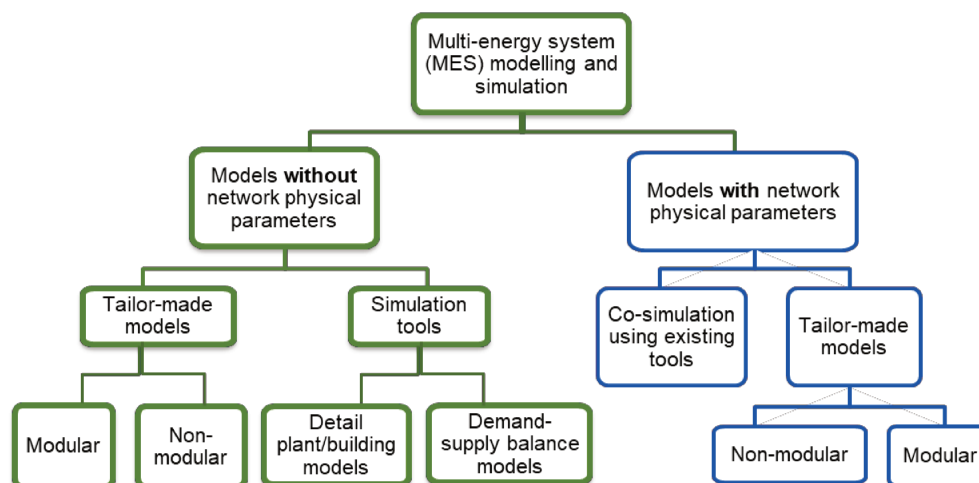 Multi-energy system
(MES) modelling and
simulation
Models without
network physical
parameters
Models with network
physical parameters
Tailor-made
models
Simulation
tools
Co-simulation
using existing
tools
Tailor-made
models
Modular
Non-
modular
Detail
plant/building
models
Demand-
supply balance
models
Non-modular
Modular